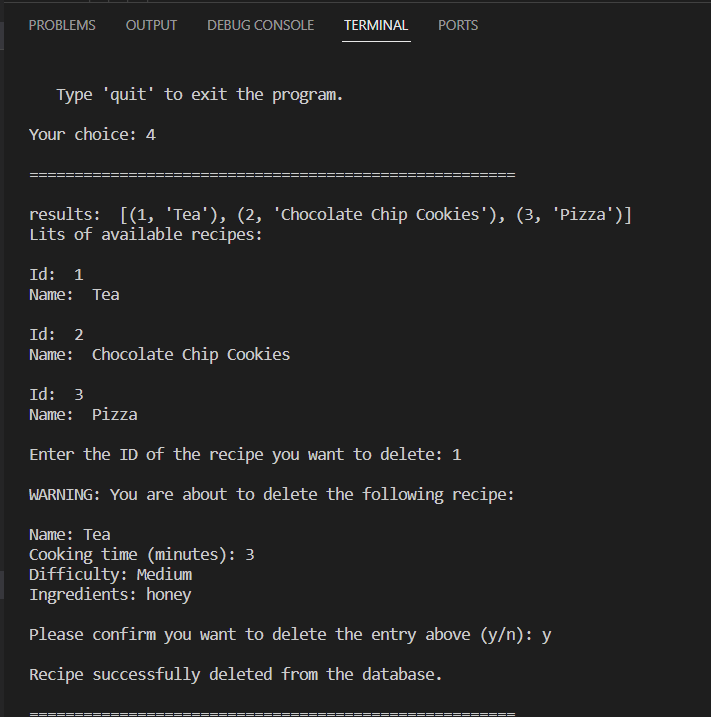 PROBLEMS OUTPUT DEBUG CONSOLE TERMINAL PORTS
Type 'quit' to exit the program.
Your choice: 4
======================================================
results:  [(1, 'Tea'), (2, 'Chocolate Chip Cookies'), (3, 'Pizza')]
Lits of available recipes:
Id:  1
Name:  Tea
Id:  2
Name:  Chocolate Chip Cookies
Id:  3
Name:  Pizza
Enter the ID of the recipe you want to delete: 1
WARNING: You are about to delete the following recipe:
Name: Tea
Cooking time (minutes): 3
Difficulty: Medium
Ingredients: honey
Please confirm you want to delete the entry above (y/n): y
Recipe successfully deleted from the database.
======================================================